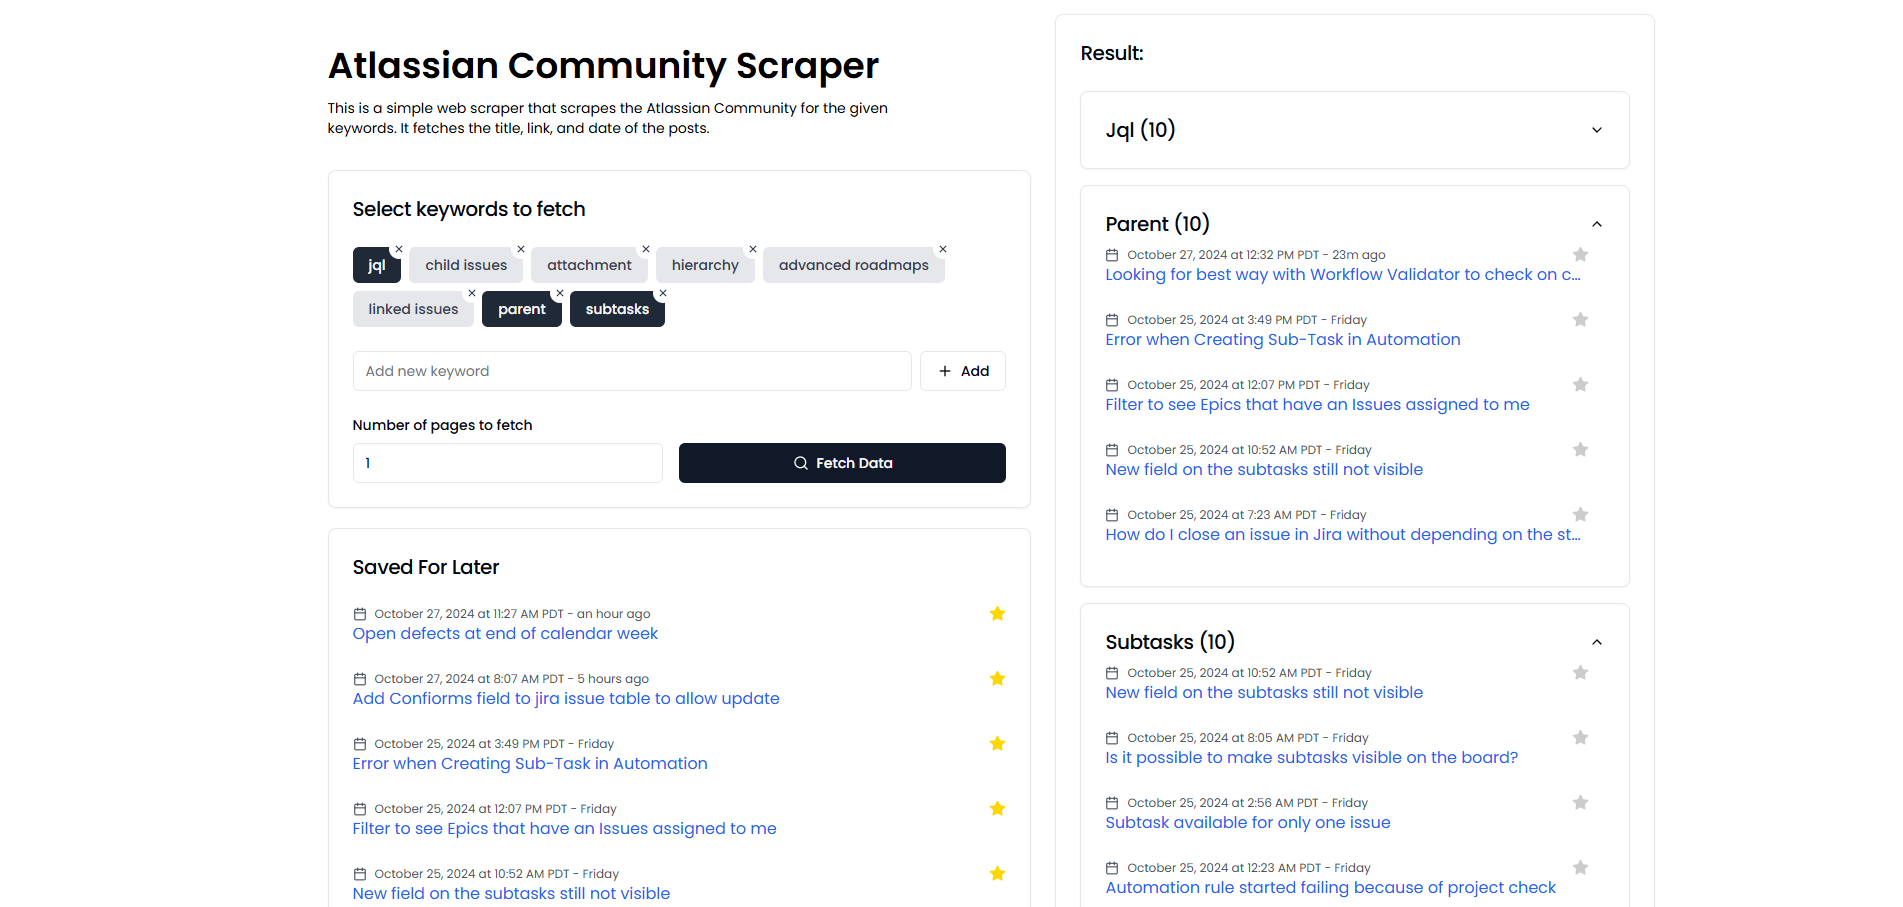 Atlassian Community Scraper
This is a simple web scraper that scrapes the Atlassian Community for the given
keywords. It fetches the title, link, and date of the posts.
Select keywords to fetch
jql
child issues
attachment
hierarchy
advanced roadmaps
linked issues
parent
subtasks
Add new keyword
Add
Number of pages to fetch
1
Fetch Data
Saved For Later
October 27, 2024 at 11:27 AM PDT - an hour ago
Open defects at end of calendar week
October 27, 2024 at 8:07 AM PDT - 5 hours ago
Add Confiorms field to jira issue table to allow update
October 25, 2024 at 3:49 PM PDT - Friday
Error when Creating Sub-Task in Automation
October 25, 2024 at 12:07 PM PDT - Friday
Filter to see Epics that have an Issues assigned to me
October 25, 2024 at 10:52 AM PDT - Friday
New field on the subtasks still not visible
Result:
Jql (10)
Parent (10)
October 27, 2024 at 12:32 PM PDT - 23m ago
Looking for best way with Workflow Validator to check on c...
October 25, 2024 at 3:49 PM PDT - Friday
Error when Creating Sub-Task in Automation
October 25, 2024 at 12:07 PM PDT - Friday
Filter to see Epics that have an Issues assigned to me
October 25, 2024 at 10:52 AM PDT - Friday
New field on the subtasks still not visible
October 25, 2024 at 7:23 AM PDT - Friday
How do I close an issue in Jira without depending on the st...
Subtasks (10)
October 25, 2024 at 10:52 AM PDT - Friday
New field on the subtasks still not visible
October 25, 2024 at 8:05 AM PDT - Friday
Is it possible to make subtasks visible on the board?
October 25, 2024 at 2:56 AM PDT - Friday
Subtask available for only one issue
October 25, 2024 at 12:23 AM PDT - Friday
Automation rule started failing because of project check